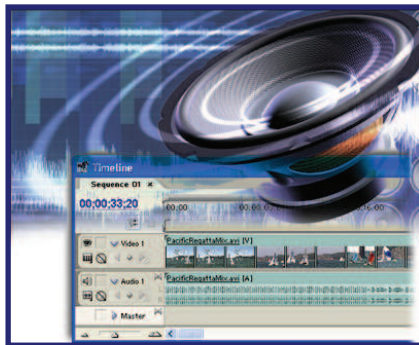 Timeline
Sequence 01 ×
00;00;33;20
00;00
Video 1
PacificRegattaMix.avi [V]
Audio 1
PacificRegattaMix.avi [A]
Master